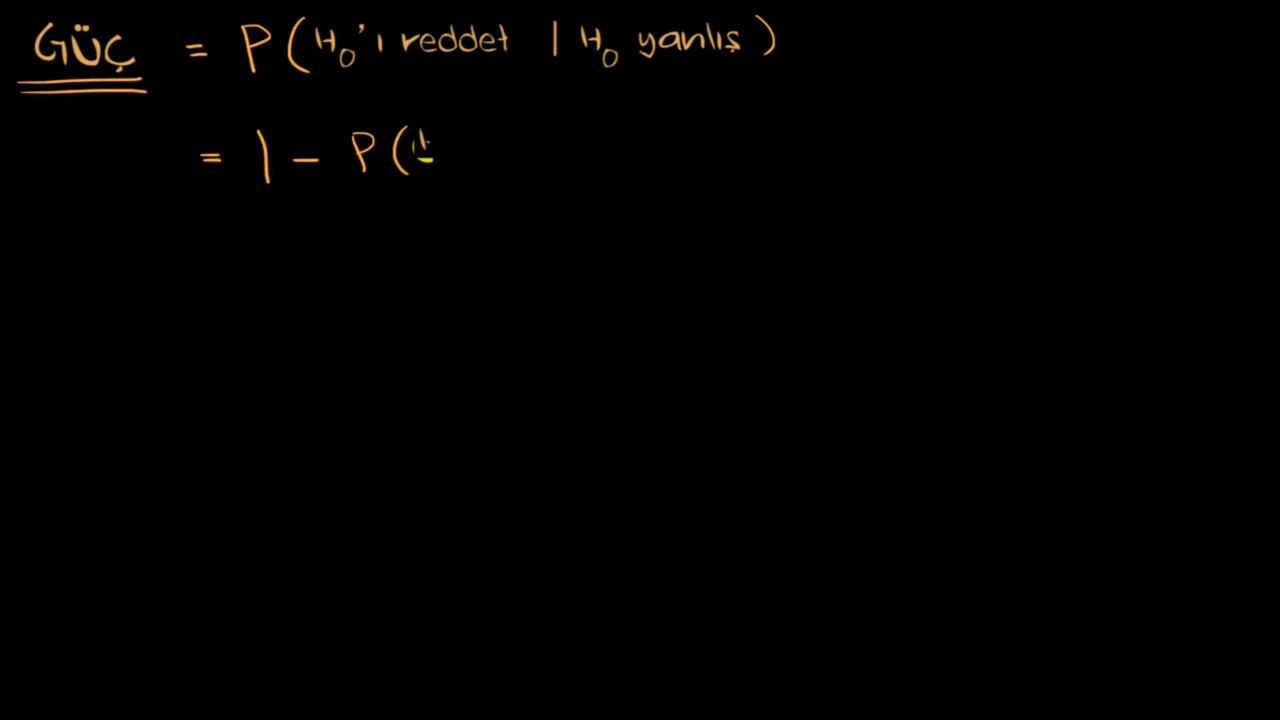 GÜÇ = P(H₀'ı reddet | H₀ yanlış)
= 1 - P(